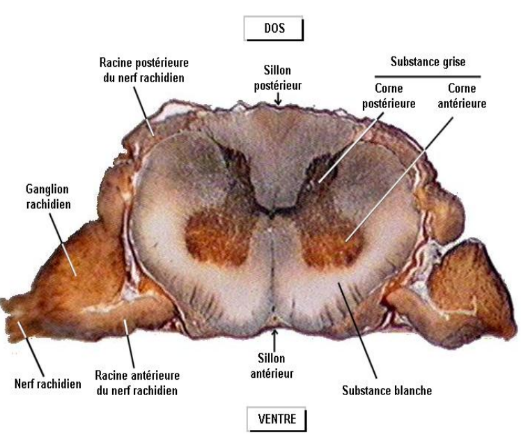 DOS
Racine postérieure
du nerf rachidien
Sillon
postérieur
Substance grise
Corne
postérieure
Corne
antérieure
Ganglion
rachidien
Nerf rachidien
Racine antérieure
du nerf rachidien
Sillon
antérieur
Substance blanche
VENTRE